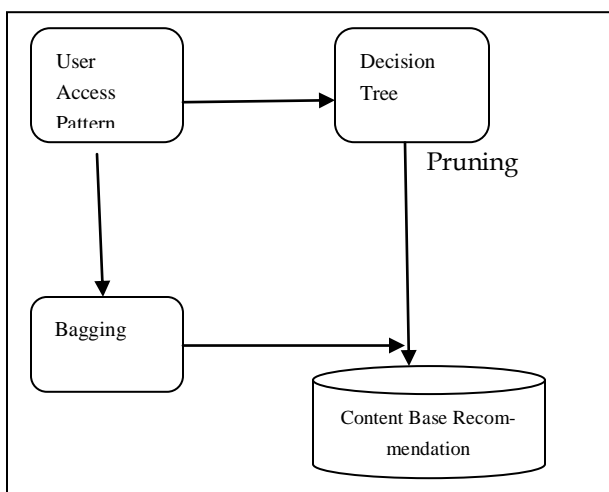 User
Access
Pattern
Decision
Tree
Pruning
Bagging
Content Base Recom-
mendation